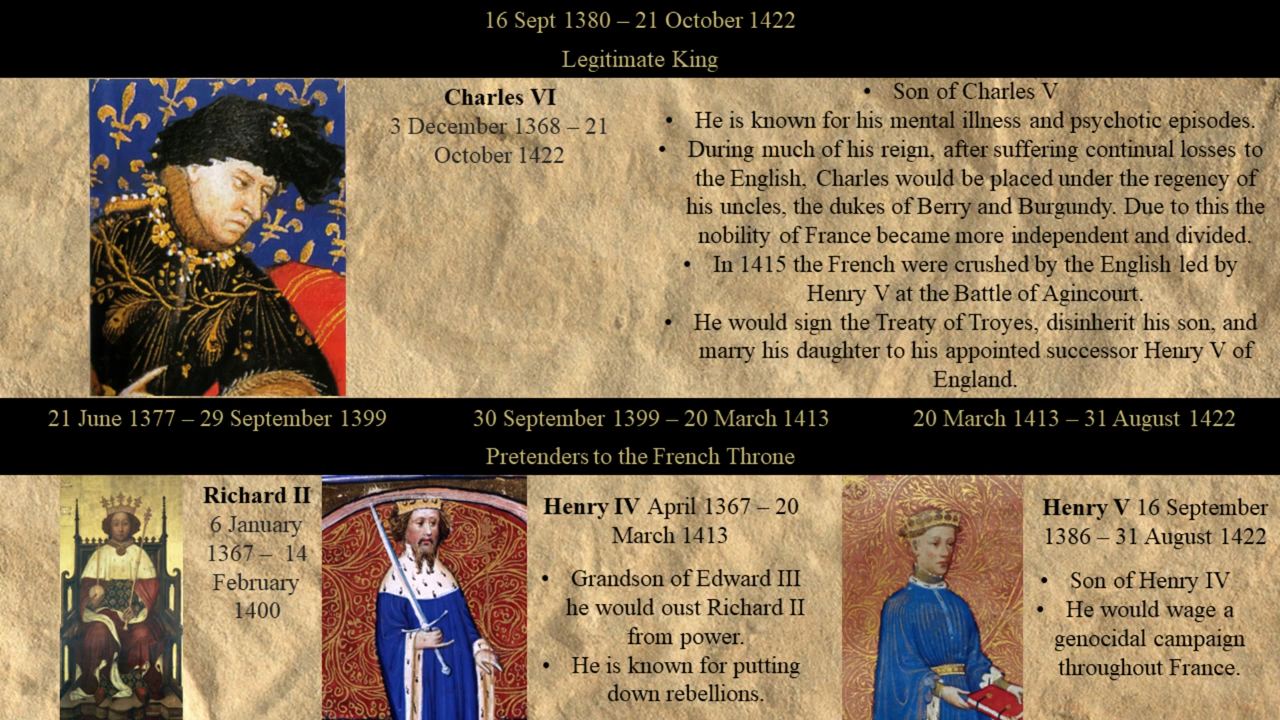 16 Sept 1380 – 21 October 1422
Legitimate King
Charles VI
3 December 1368 – 21
October 1422
• Son of Charles V
• He is known for his mental illness and psychotic episodes.
• During much of his reign, after suffering continual losses to
the English, Charles would be placed under the regency of
his uncles, the dukes of Berry and Burgundy. Due to this the
nobility of France became more independent and divided.
• In 1415 the French were crushed by the English led by
Henry V at the Battle of Agincourt.
• He would sign the Treaty of Troyes, disinherit his son, and
marry his daughter to his appointed successor Henry V of
England.
21 June 1377 – 29 September 1399
30 September 1399 – 20 March 1413
20 March 1413 – 31 August 1422
Pretenders to the French Throne
Richard II
6 January
1367 – 14
February
1400
Henry IV April 1367 – 20
March 1413
• Grandson of Edward III
he would oust Richard II
from power.
• He is known for putting
down rebellions.
Henry V 16 September
1386 – 31 August 1422
• Son of Henry IV
• He would wage a
genocidal campaign
throughout France.